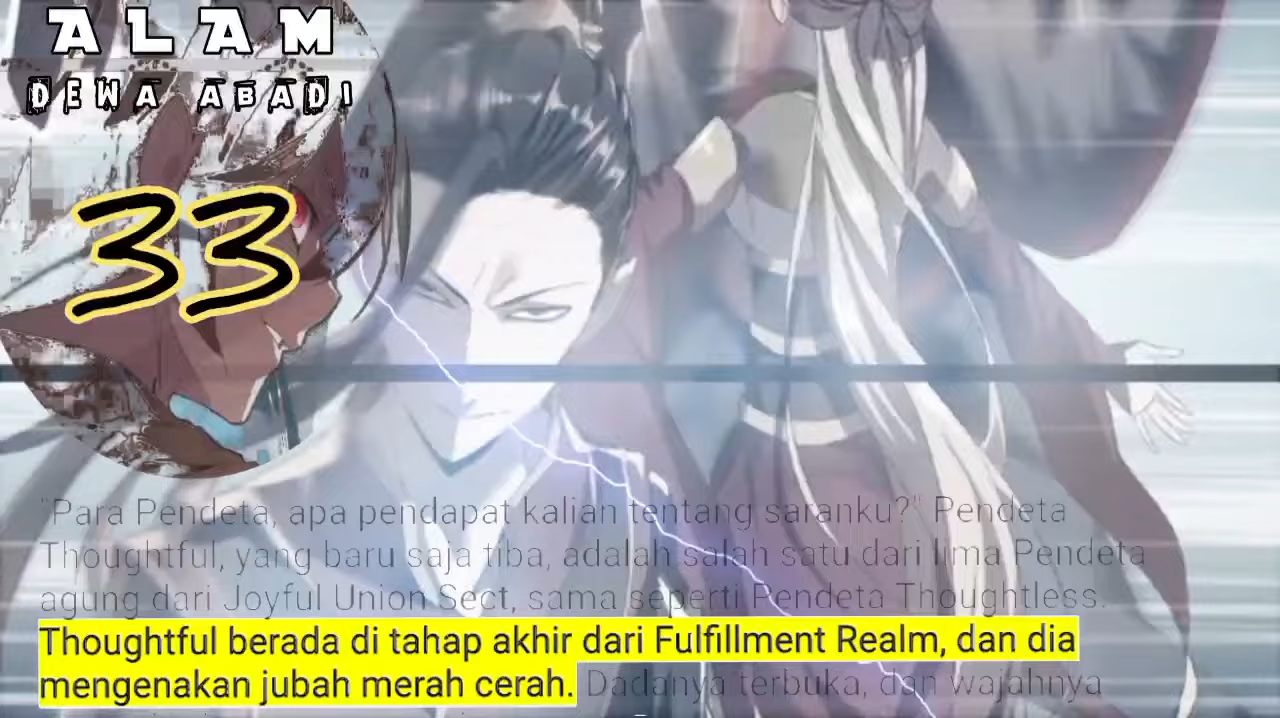 ALAM
DEWA ABADI
33
"Para Pendeta, apa pendapat kalian tentang saranku?" Pendeta
Thoughtful, yang baru saja tiba, adalah salah satu dari lima Pendeta
agung dari Joyful Union Sect, sama seperti Pendeta Thoughtless.
Thoughtful berada di tahap akhir dari Fulfillment Realm, dan dia
mengenakan jubah merah cerah. Dadanya terbuka, dan wajahnya